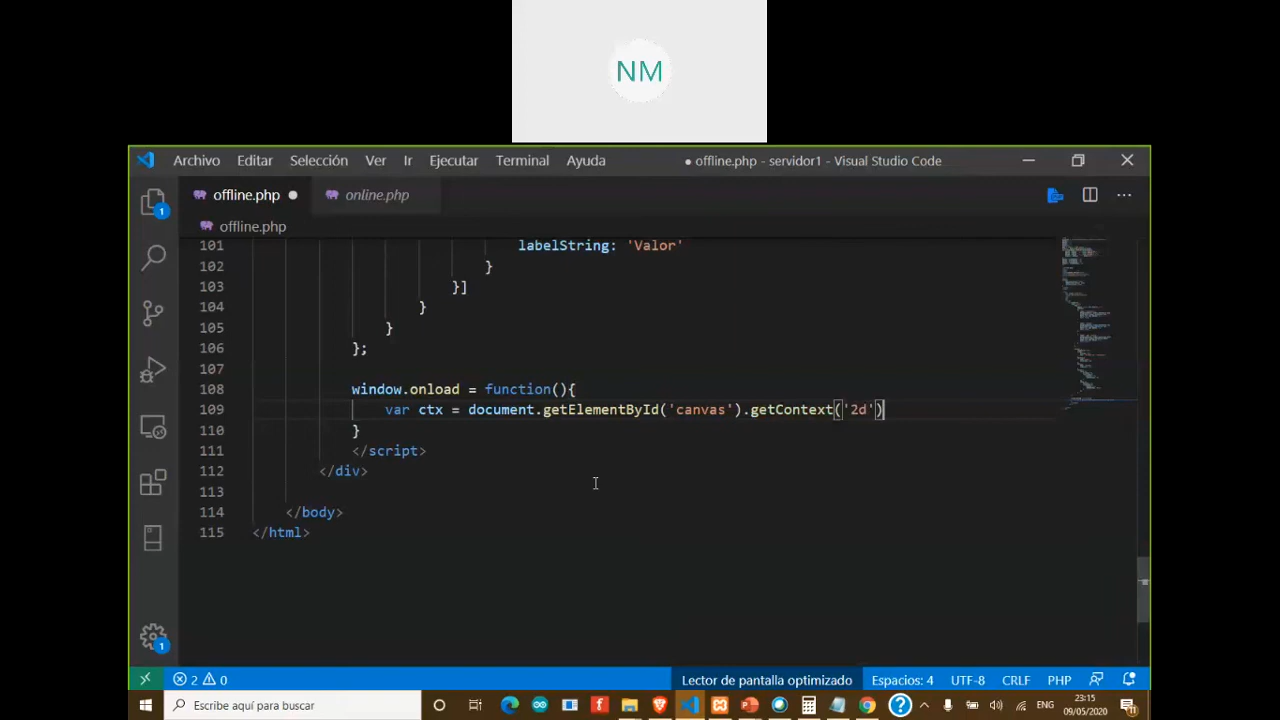 NM
Archivo Editar Selección Ver Ir Ejecutar Terminal Ayuda ● offline.php - servidor1 - Visual Studio Code
offline.php ● online.php
1
offline.php
101 labelString: 'Valor'
102 }
103 }]
104 }
105 }
106 };
107
108 window.onload = function(){
109 var ctx = document.getElementById('canvas').getContext('2d')
110 }
111 </script>
112 </div>
113
114 </body>
115 </html>
1
2 0 Lector de pantalla optimizado Espacios: 4 UTF-8 CRLF PHP
Escribe aquí para buscar ENG 23:15
09/05/2020 11